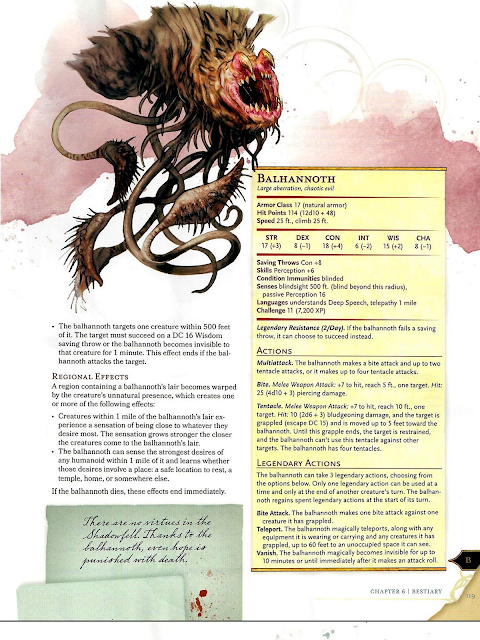 • The balhannoth targets one creature within 500 feet
of it. The target must succeed on a DC 16 Wisdom
saving throw or the balhannoth becomes invisible to
that creature for 1 minute. This effect ends if the bal-
hannoth attacks the target.
Regional Effects
A region containing a balhannoth's lair becomes warped
by the creature's unnatural presence, which creates one
or more of the following effects:
• Creatures within 1 mile of the balhannoth's lair ex-
perience a sensation of being close to whatever they
desire most. The sensation grows stronger the closer
the creatures come to the balhannoth's lair.
• The balhannoth can sense the strongest desires of
any humanoid within 1 mile of it and learns whether
those desires involve a place: a safe location to rest, a
temple, home, or somewhere else.
If the balhannoth dies, these effects end immediately.
There are no virtues in the
Shadowfell. Thanks to the
balhannoth, even hope is
punished with death.
Balhannoth
Large aberration, chaotic evil
Armor Class 17 (natural armor)
Hit Points 114 (12d10 + 48)
Speed 25 ft., climb 25 ft.
STR DEX CON INT WIS CHA
17 (+3) 8 (−1) 18 (+4) 6 (−2) 15 (+2) 8 (−1)
Saving Throws Con +8
Skills Perception +6
Condition Immunities blinded
Senses blindsight 500 ft. (blind beyond this radius),
passive Perception 16
Languages understands Deep Speech, telepathy 1 mile
Challenge 11 (7,200 XP)
Legendary Resistance (2/Day). If the balhannoth fails a saving
throw, it can choose to succeed instead.
Actions
Multiattack. The balhannoth makes a bite attack and up to two
tentacle attacks, or it makes up to four tentacle attacks.
Bite. Melee Weapon Attack: +7 to hit, reach 5 ft., one target. Hit:
25 (4d10 + 3) piercing damage.
Tentacle. Melee Weapon Attack: +7 to hit, reach 10 ft., one
target. Hit: 10 (2d6 + 3) bludgeoning damage, and the target is
grappled (escape DC 15) and is moved up to 5 feet toward the
balhannoth. Until this grapple ends, the target is restrained,
and the balhannoth can't use this tentacle against other
targets. The balhannoth has four tentacles.
Legendary Actions
The balhannoth can take 3 legendary actions, choosing from
the options below. Only one legendary action can be used at a
time and only at the end of another creature's turn. The balhan-
noth regains spent legendary actions at the start of its turn.
Bite Attack. The balhannoth makes one bite attack against one
creature it has grappled.
Teleport. The balhannoth magically teleports, along with any
equipment it is wearing or carrying and any creatures it has
grappled, up to 60 feet to an unoccupied space it can see.
Vanish. The balhannoth magically becomes invisible for up to
10 minutes or until immediately after it makes an attack roll.
B
CHAPTER 6 | BESTIARY
119